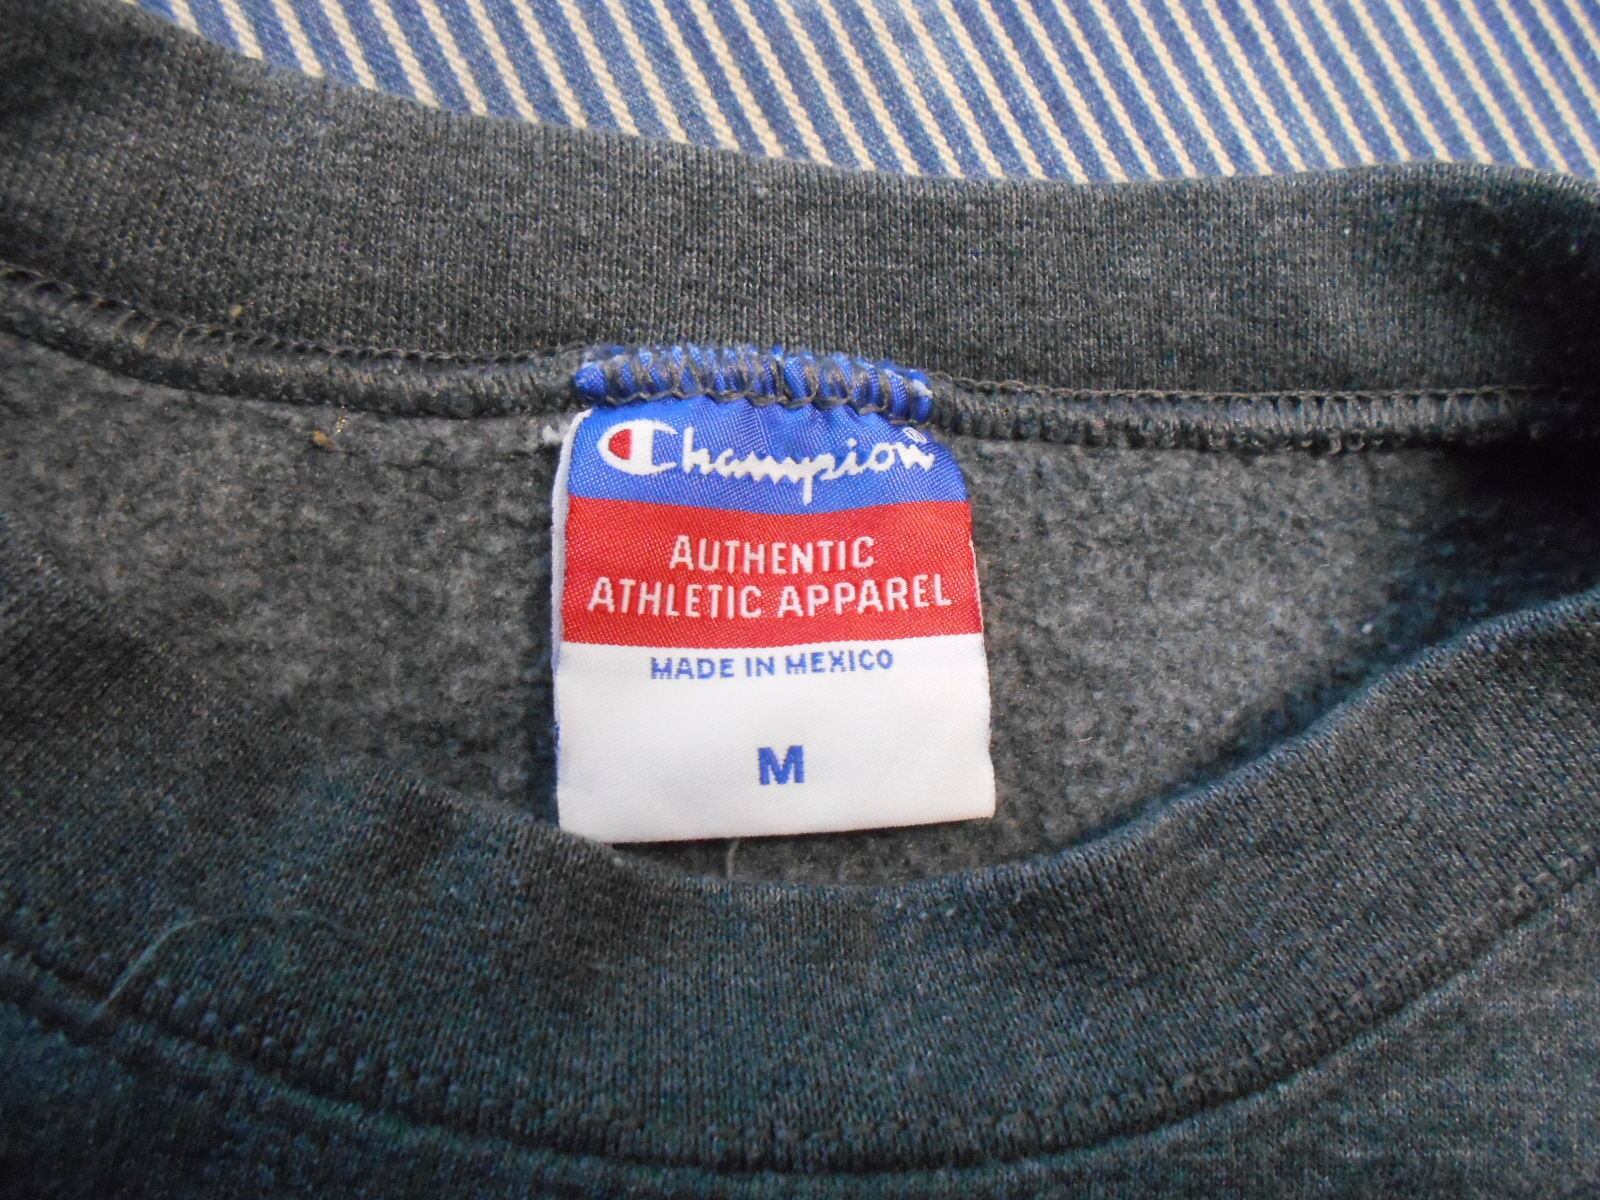 Champion®
AUTHENTIC
ATHLETIC APPAREL
MADE IN MEXICO
M